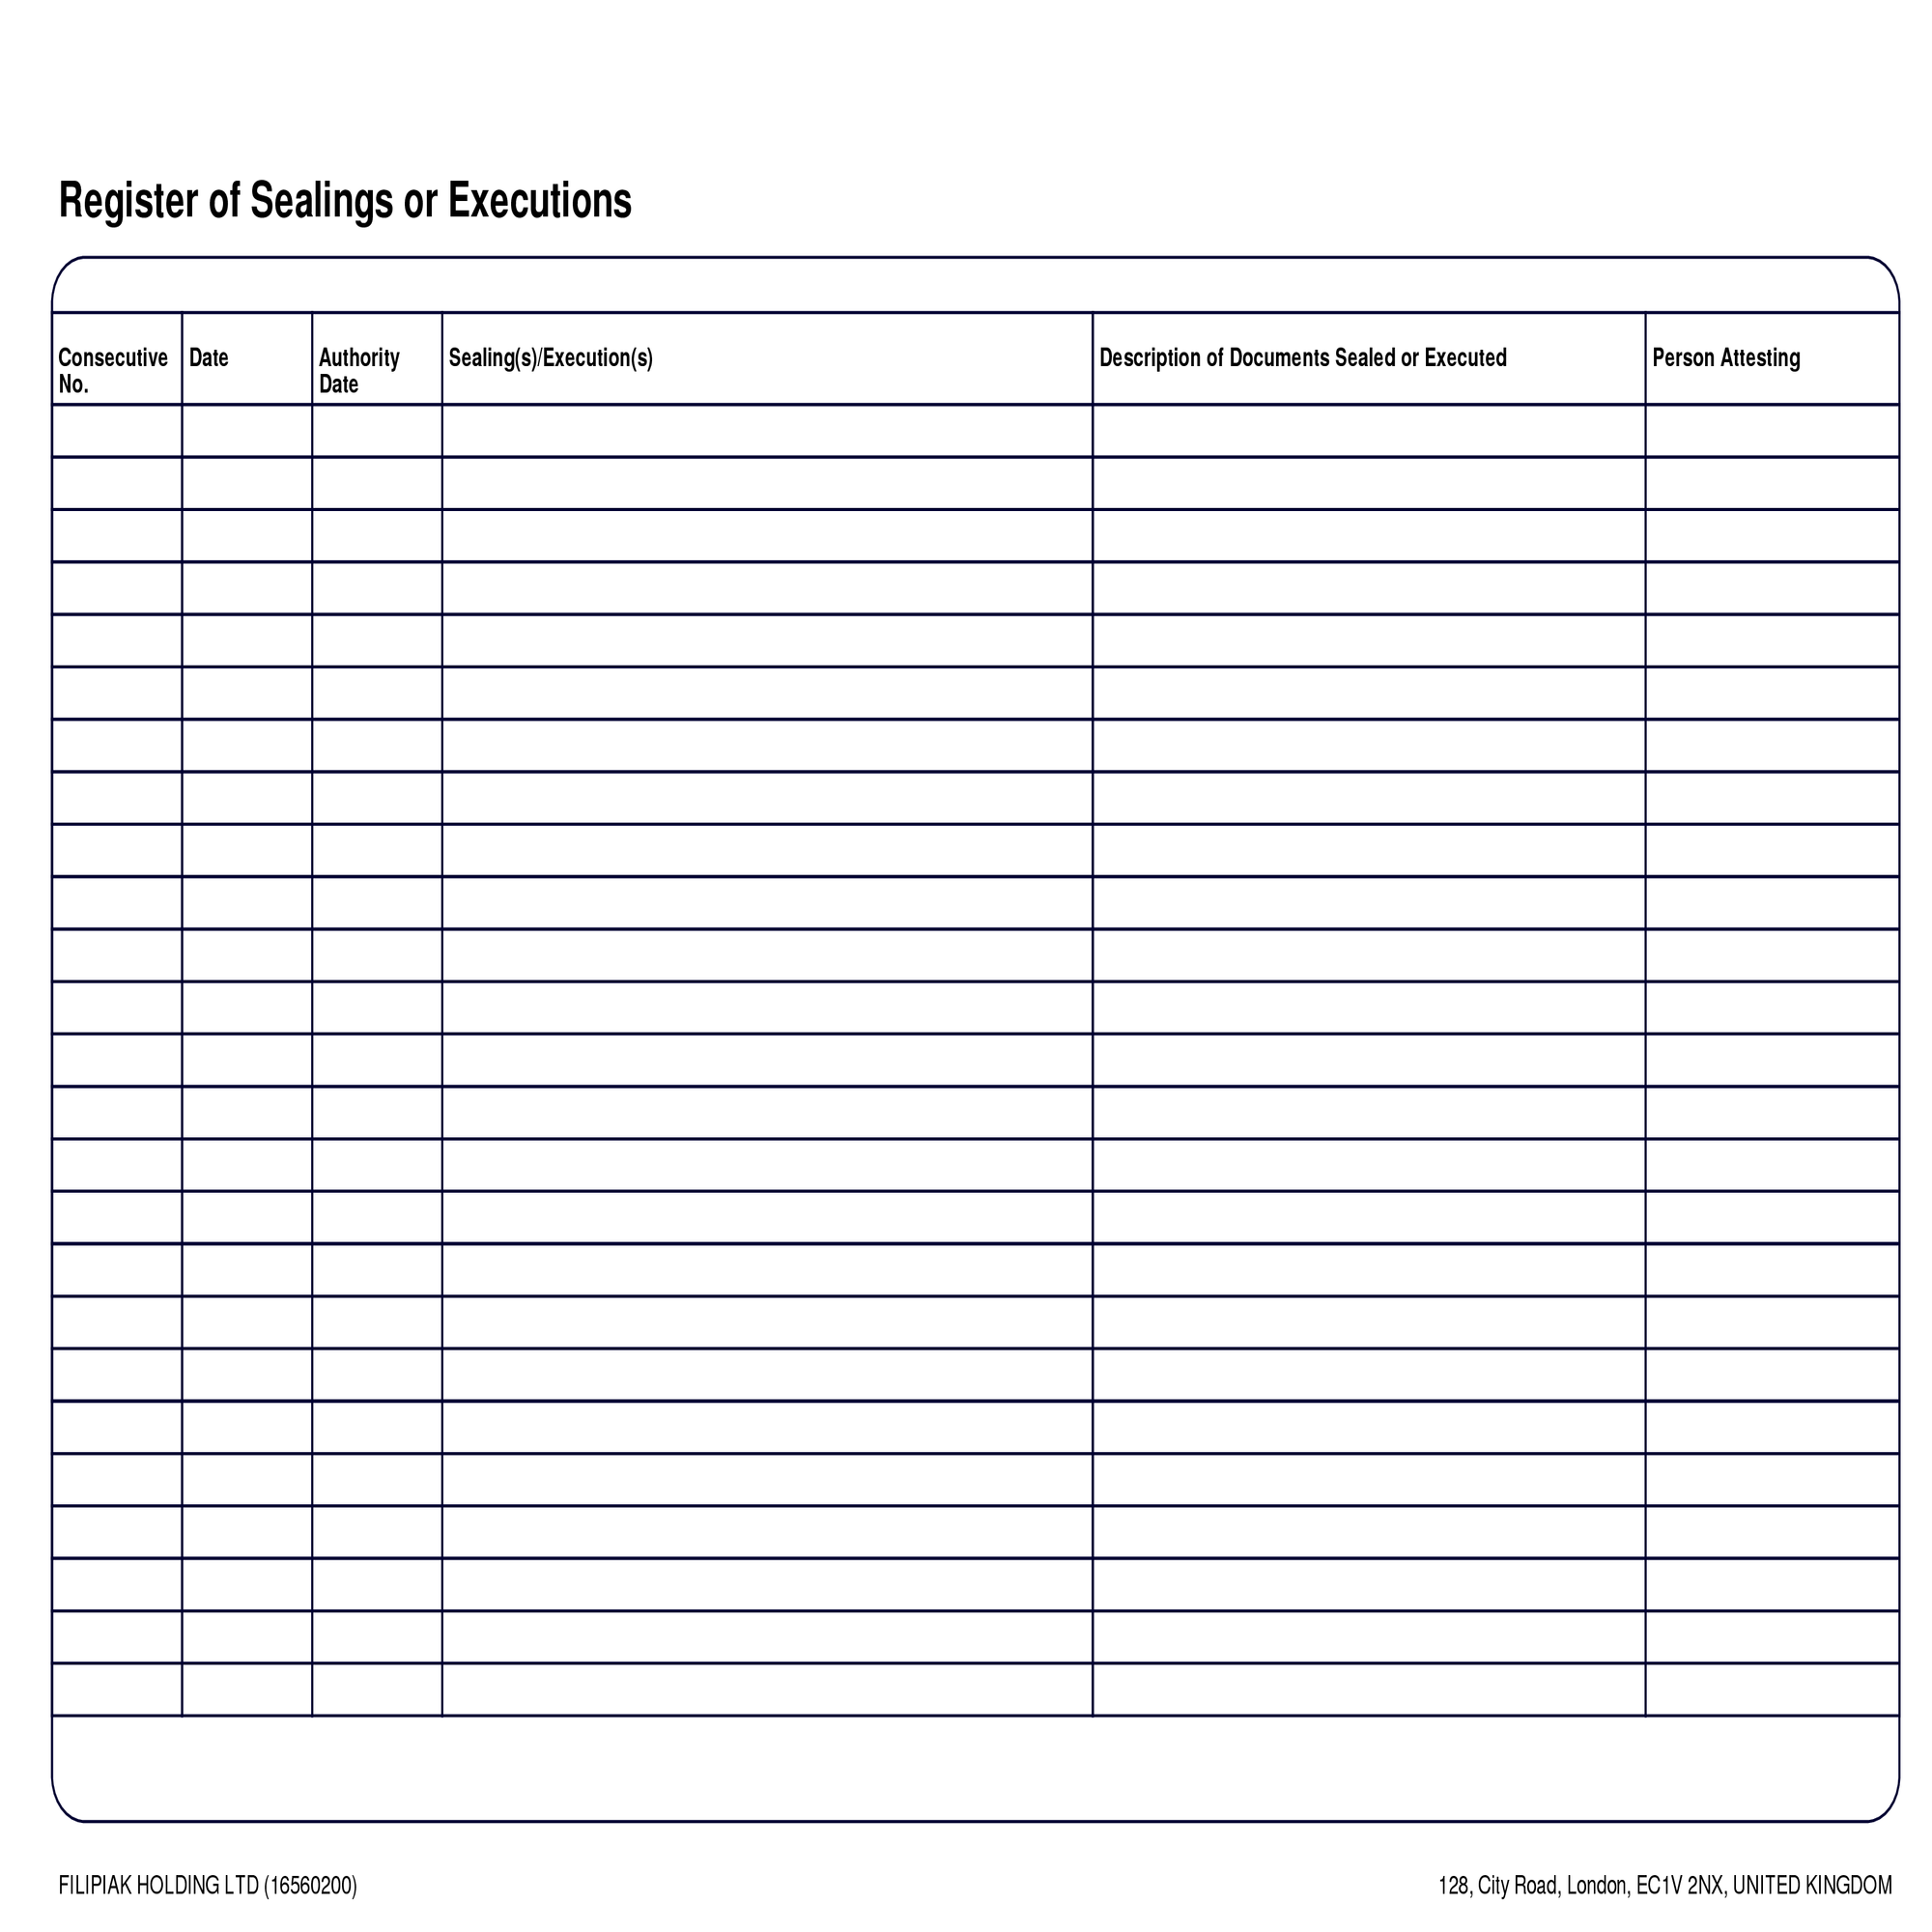 Register of Sealings or Executions
Consecutive No.
Date
Authority Date
Sealing(s)/Execution(s)
Description of Documents Sealed or Executed
Person Attesting
FILIPIAK HOLDING LTD (16560200)
128, City Road, London, EC1V 2NX, UNITED KINGDOM